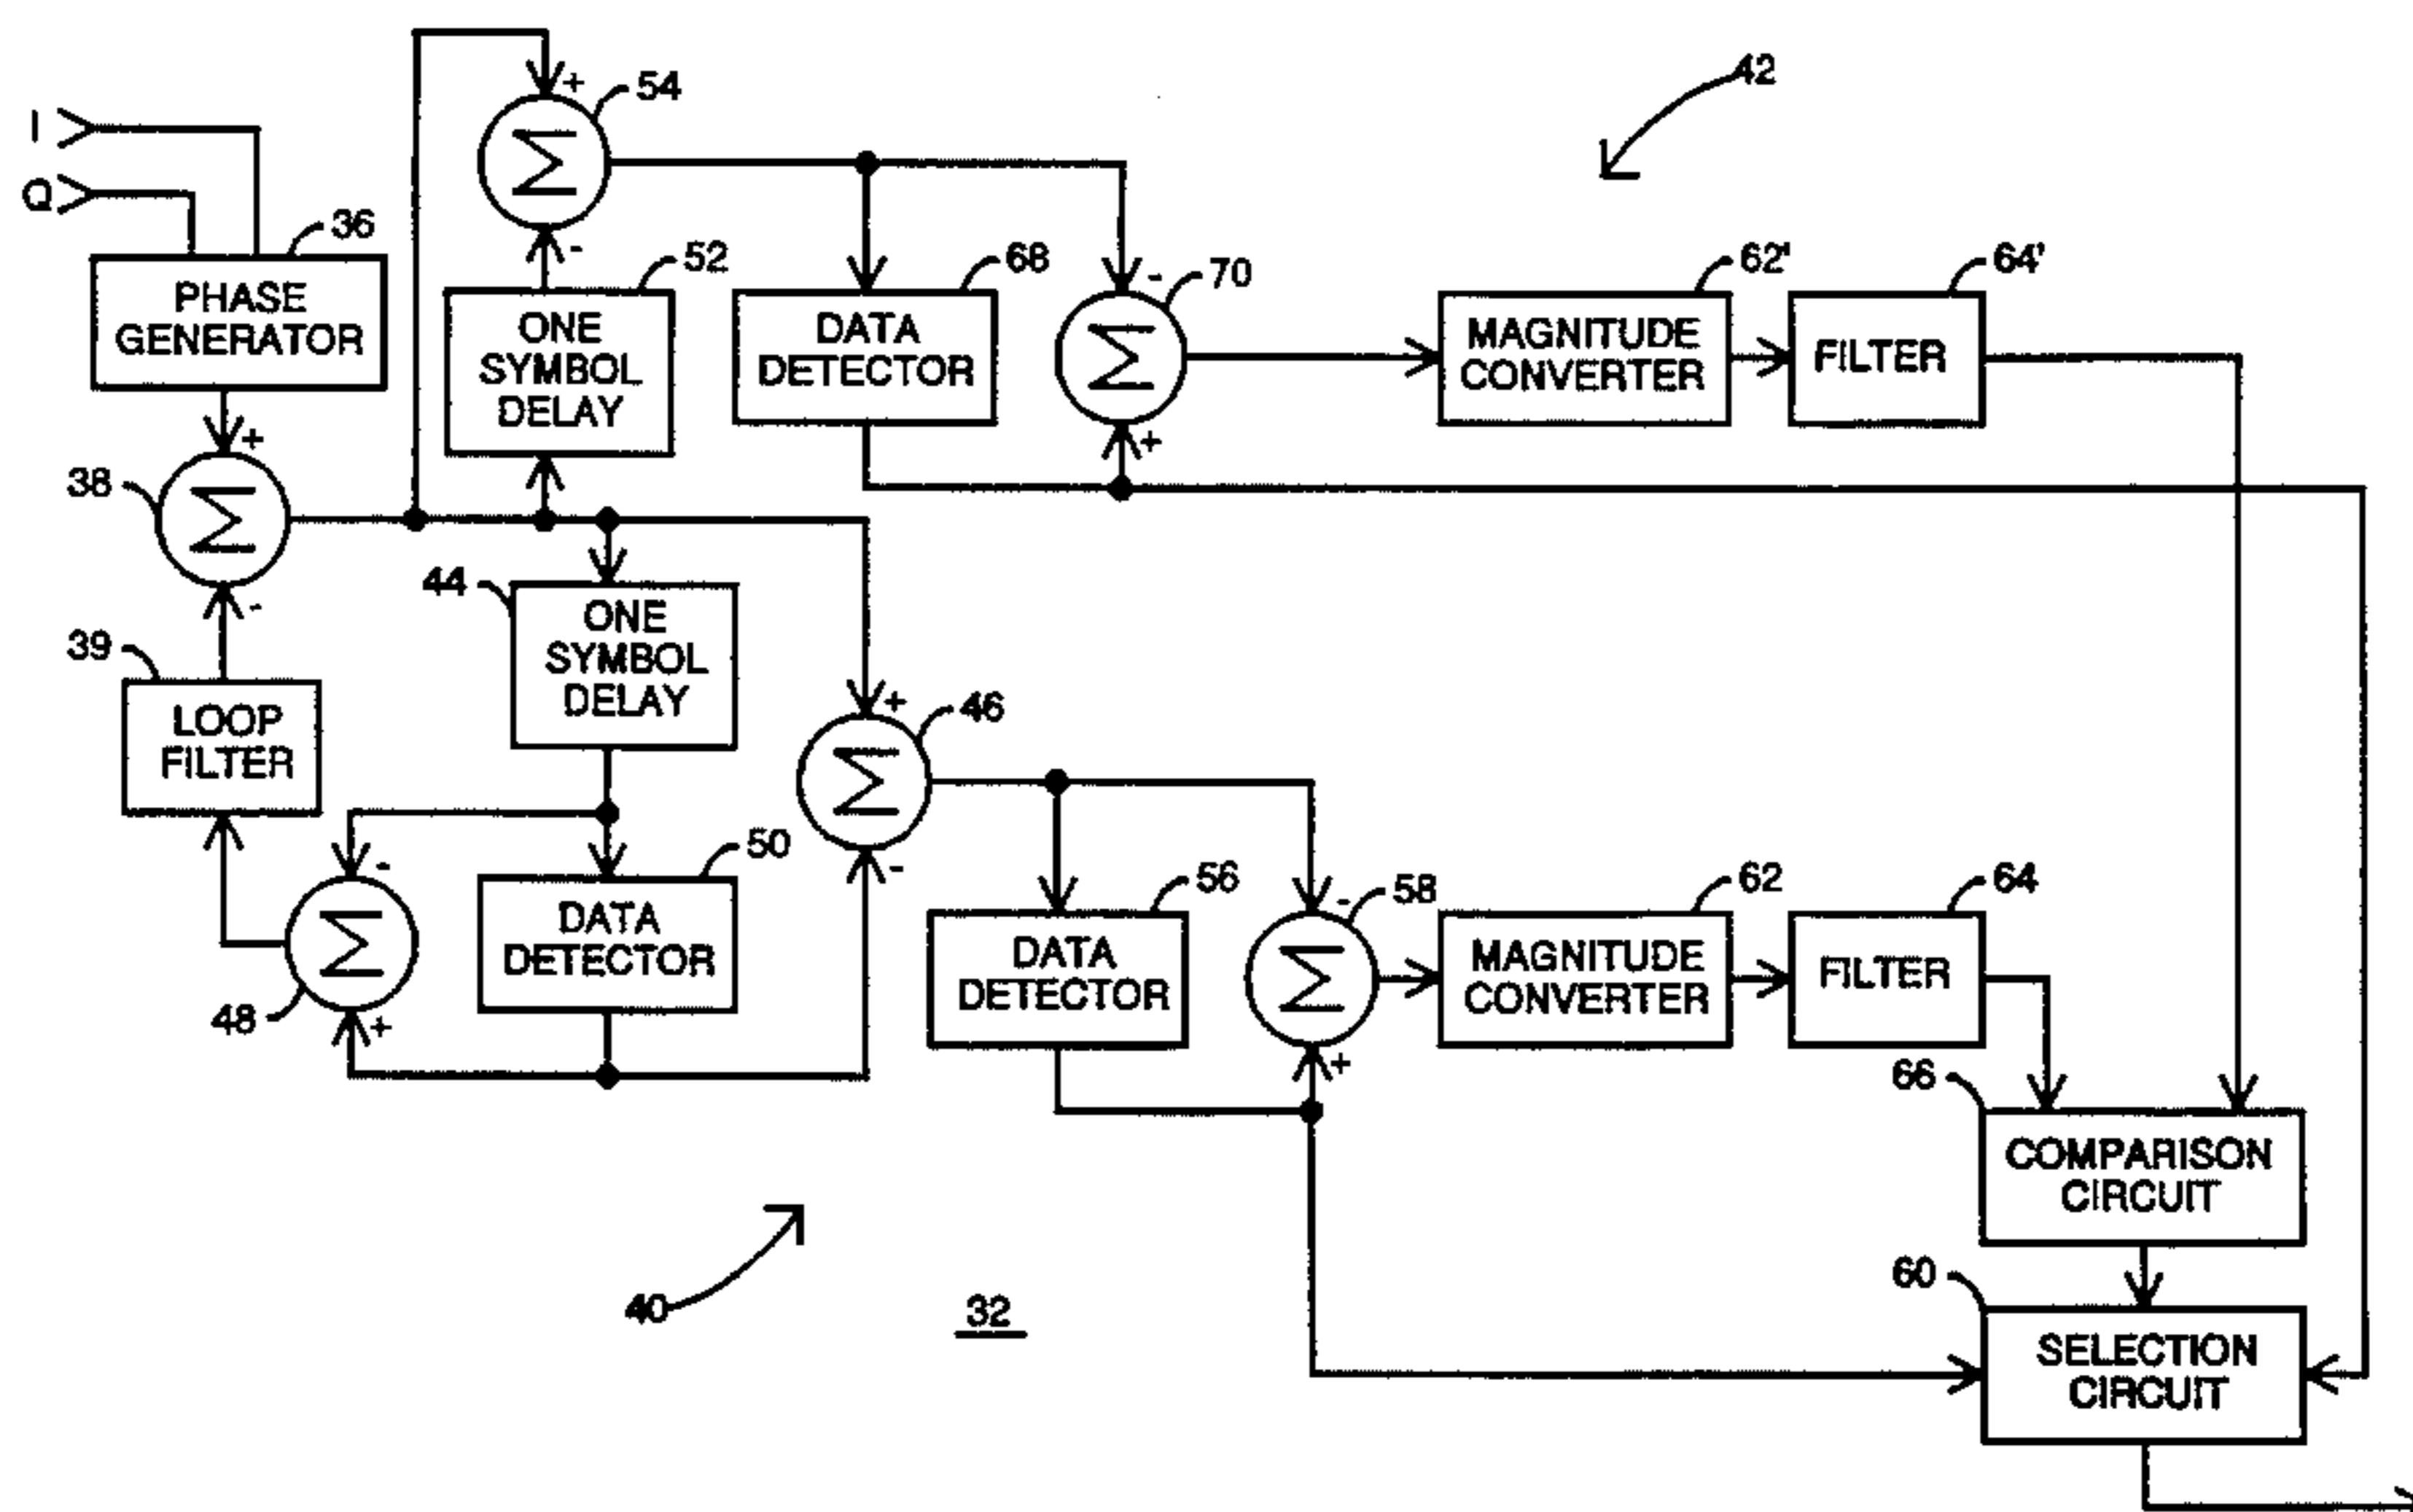 42
+
54
I
Q
36
PHASE
GENERATOR
-
52
ONE
SYMBOL
DELAY
68
DATA
DETECTOR
-
70
+
62'
MAGNITUDE
CONVERTER
64'
FILTER
+
38
-
44
ONE
SYMBOL
DELAY
39
LOOP
FILTER
+
46
-
-
48
+
50
DATA
DETECTOR
56
DATA
DETECTOR
-
58
+
62
MAGNITUDE
CONVERTER
64
FILTER
66
COMPARISON
CIRCUIT
60
SELECTION
CIRCUIT
40
32